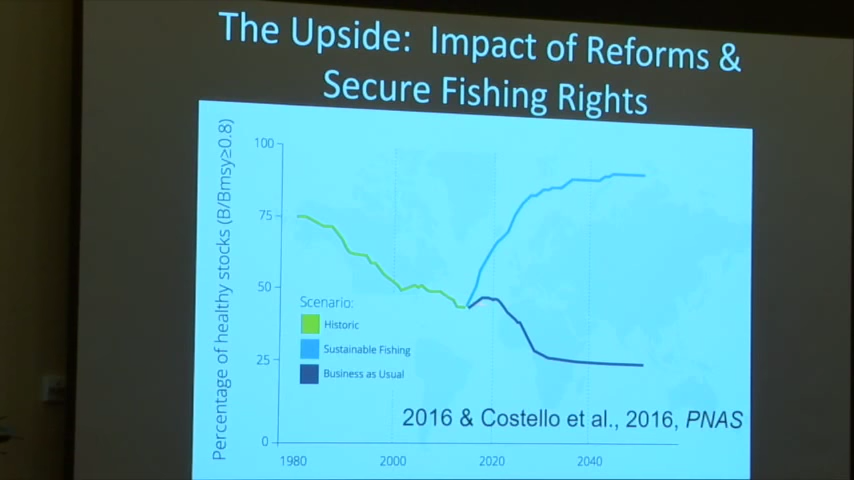 The Upside: Impact of Reforms &
Secure Fishing Rights
Percentage of healthy stocks (B/Bmsy≥0.8)
100
75
50
25
0
Scenario:
Historic
Sustainable Fishing
Business as Usual
2016 & Costello et al., 2016, PNAS
1980
2000
2020
2040